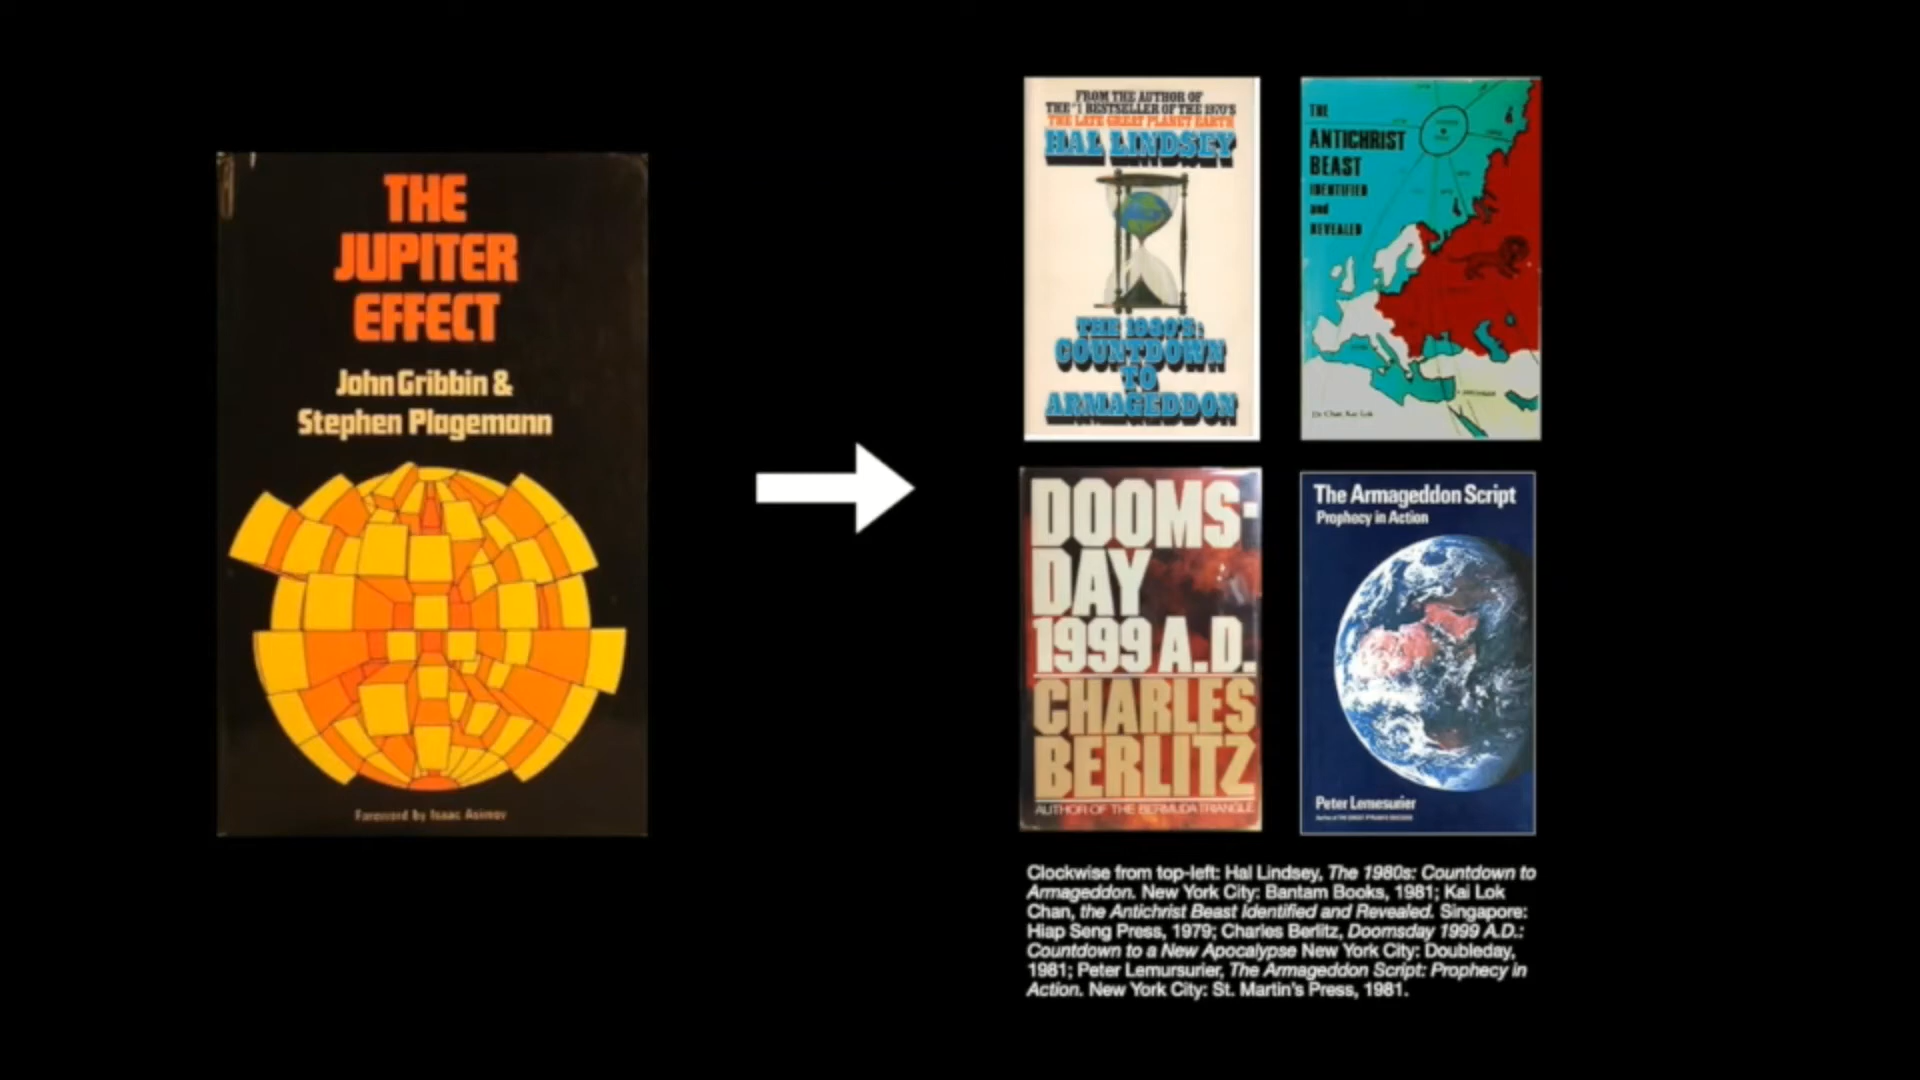 THE
JUPITER
EFFECT
John Gribbin &
Stephen Plagemann
Foreword by Isaac Asimov
FROM THE AUTHOR OF
THE #1 BESTSELLER OF THE 1970'S
THE LATE GREAT PLANET EARTH
HAL LINDSEY
THE 1980'S:
COUNTDOWN
TO
ARMAGEDDON
THE
ANTICHRIST
BEAST
IDENTIFIED
and
REVEALED
Dr Chan Kai Lok
DOOMS-
DAY
1999 A.D.
CHARLES
BERLITZ
AUTHOR OF THE BERMUDA TRIANGLE
The Armageddon Script
Prophecy in Action
Peter Lemesurier
Clockwise from top-left: Hal Lindsey, The 1980s: Countdown to
Armageddon. New York City: Bantam Books, 1981; Kai Lok
Chan, the Antichrist Beast Identified and Revealed. Singapore:
Hiap Seng Press, 1979; Charles Berlitz, Doomsday 1999 A.D.:
Countdown to a New Apocalypse New York City: Doubleday,
1981; Peter Lemursurier, The Armageddon Script: Prophecy in
Action. New York City: St. Martin's Press, 1981.